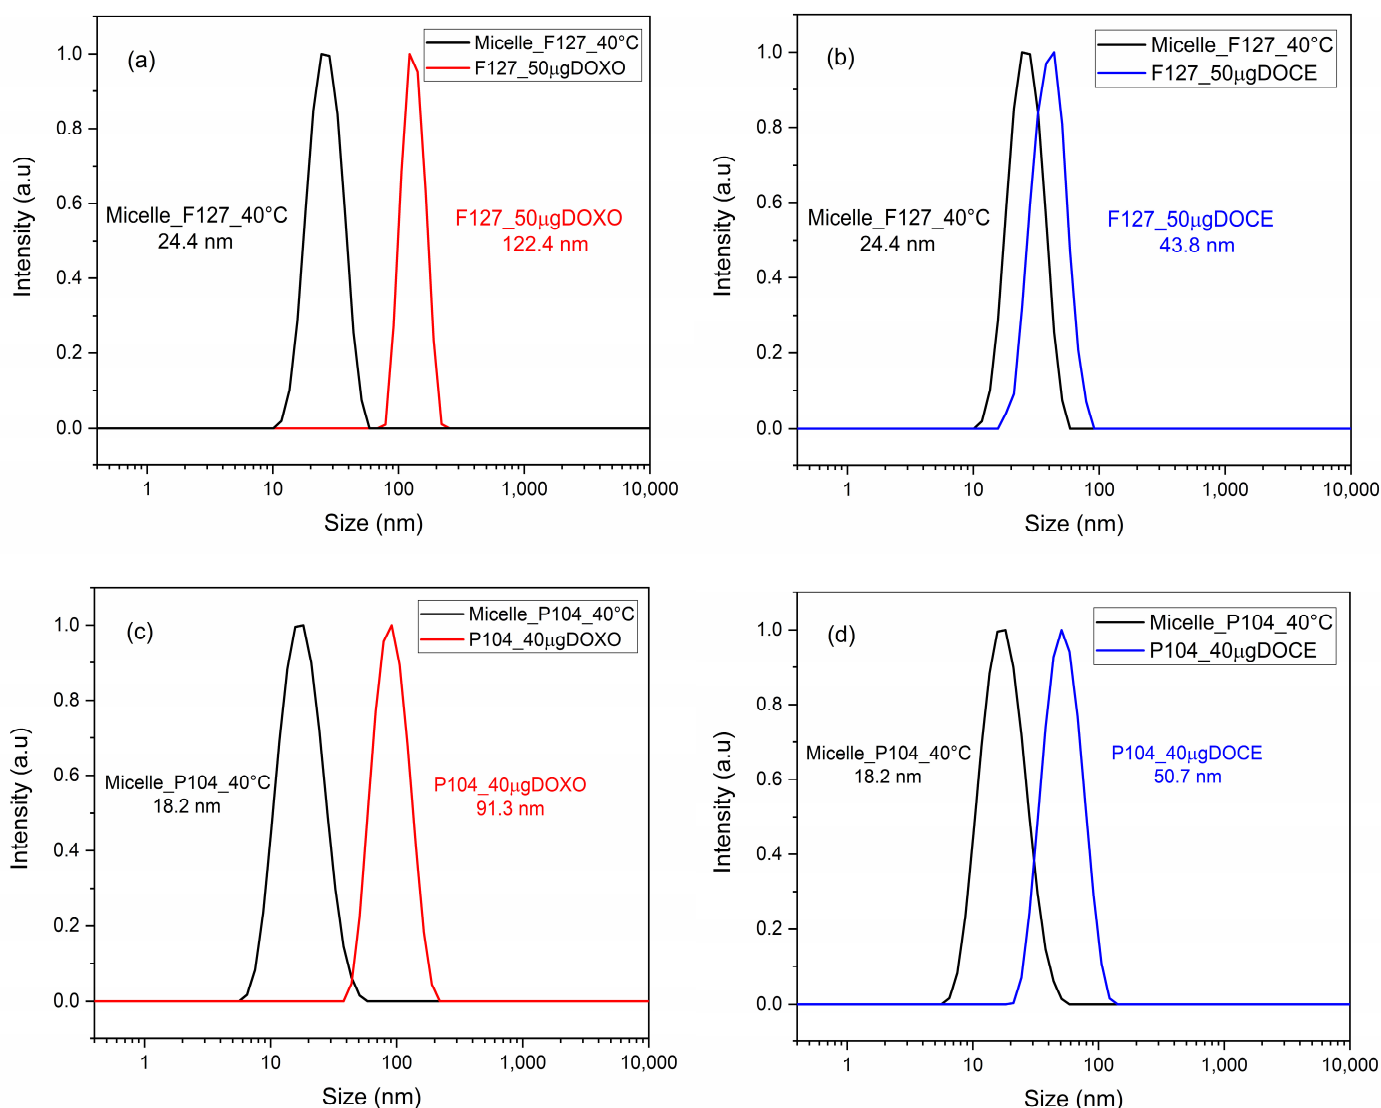 (a)
Micelle_F127_40°C
F127_50µgDOXO
Micelle_F127_40°C
24.4 nm
F127_50µgDOXO
122.4 nm
Intensity (a.u)
1.0
0.8
0.6
0.4
0.2
0.0
1
10
100
1,000
10,000
Size (nm)
(b)
Micelle_F127_40°C
F127_50µgDOCE
Micelle_F127_40°C
24.4 nm
F127_50µgDOCE
43.8 nm
Intensity (a.u)
1.0
0.8
0.6
0.4
0.2
0.0
1
10
100
1,000
10,000
Size (nm)
(c)
Micelle_P104_40°C
P104_40µgDOXO
Micelle_P104_40°C
18.2 nm
P104_40µgDOXO
91.3 nm
Intensity (a.u)
1.0
0.8
0.6
0.4
0.2
0.0
1
10
100
1,000
10,000
Size (nm)
(d)
Micelle_P104_40°C
P104_40µgDOCE
Micelle_P104_40°C
18.2 nm
P104_40µgDOCE
50.7 nm
Intensity (a.u)
1.0
0.8
0.6
0.4
0.2
0.0
1
10
100
1,000
10,000
Size (nm)